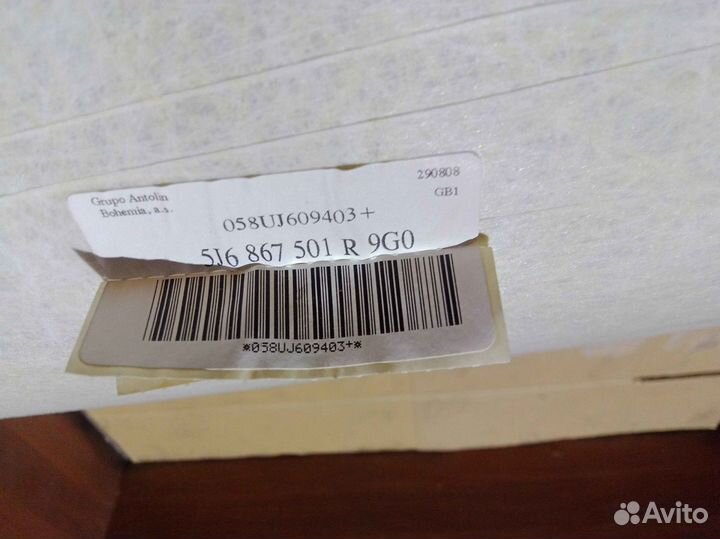 Grupo Antolin
Bohemia, a.s.
290808
GB1
058UJ609403+
5J6 867 501 R 9G0
*058UJ609403+*
Avito